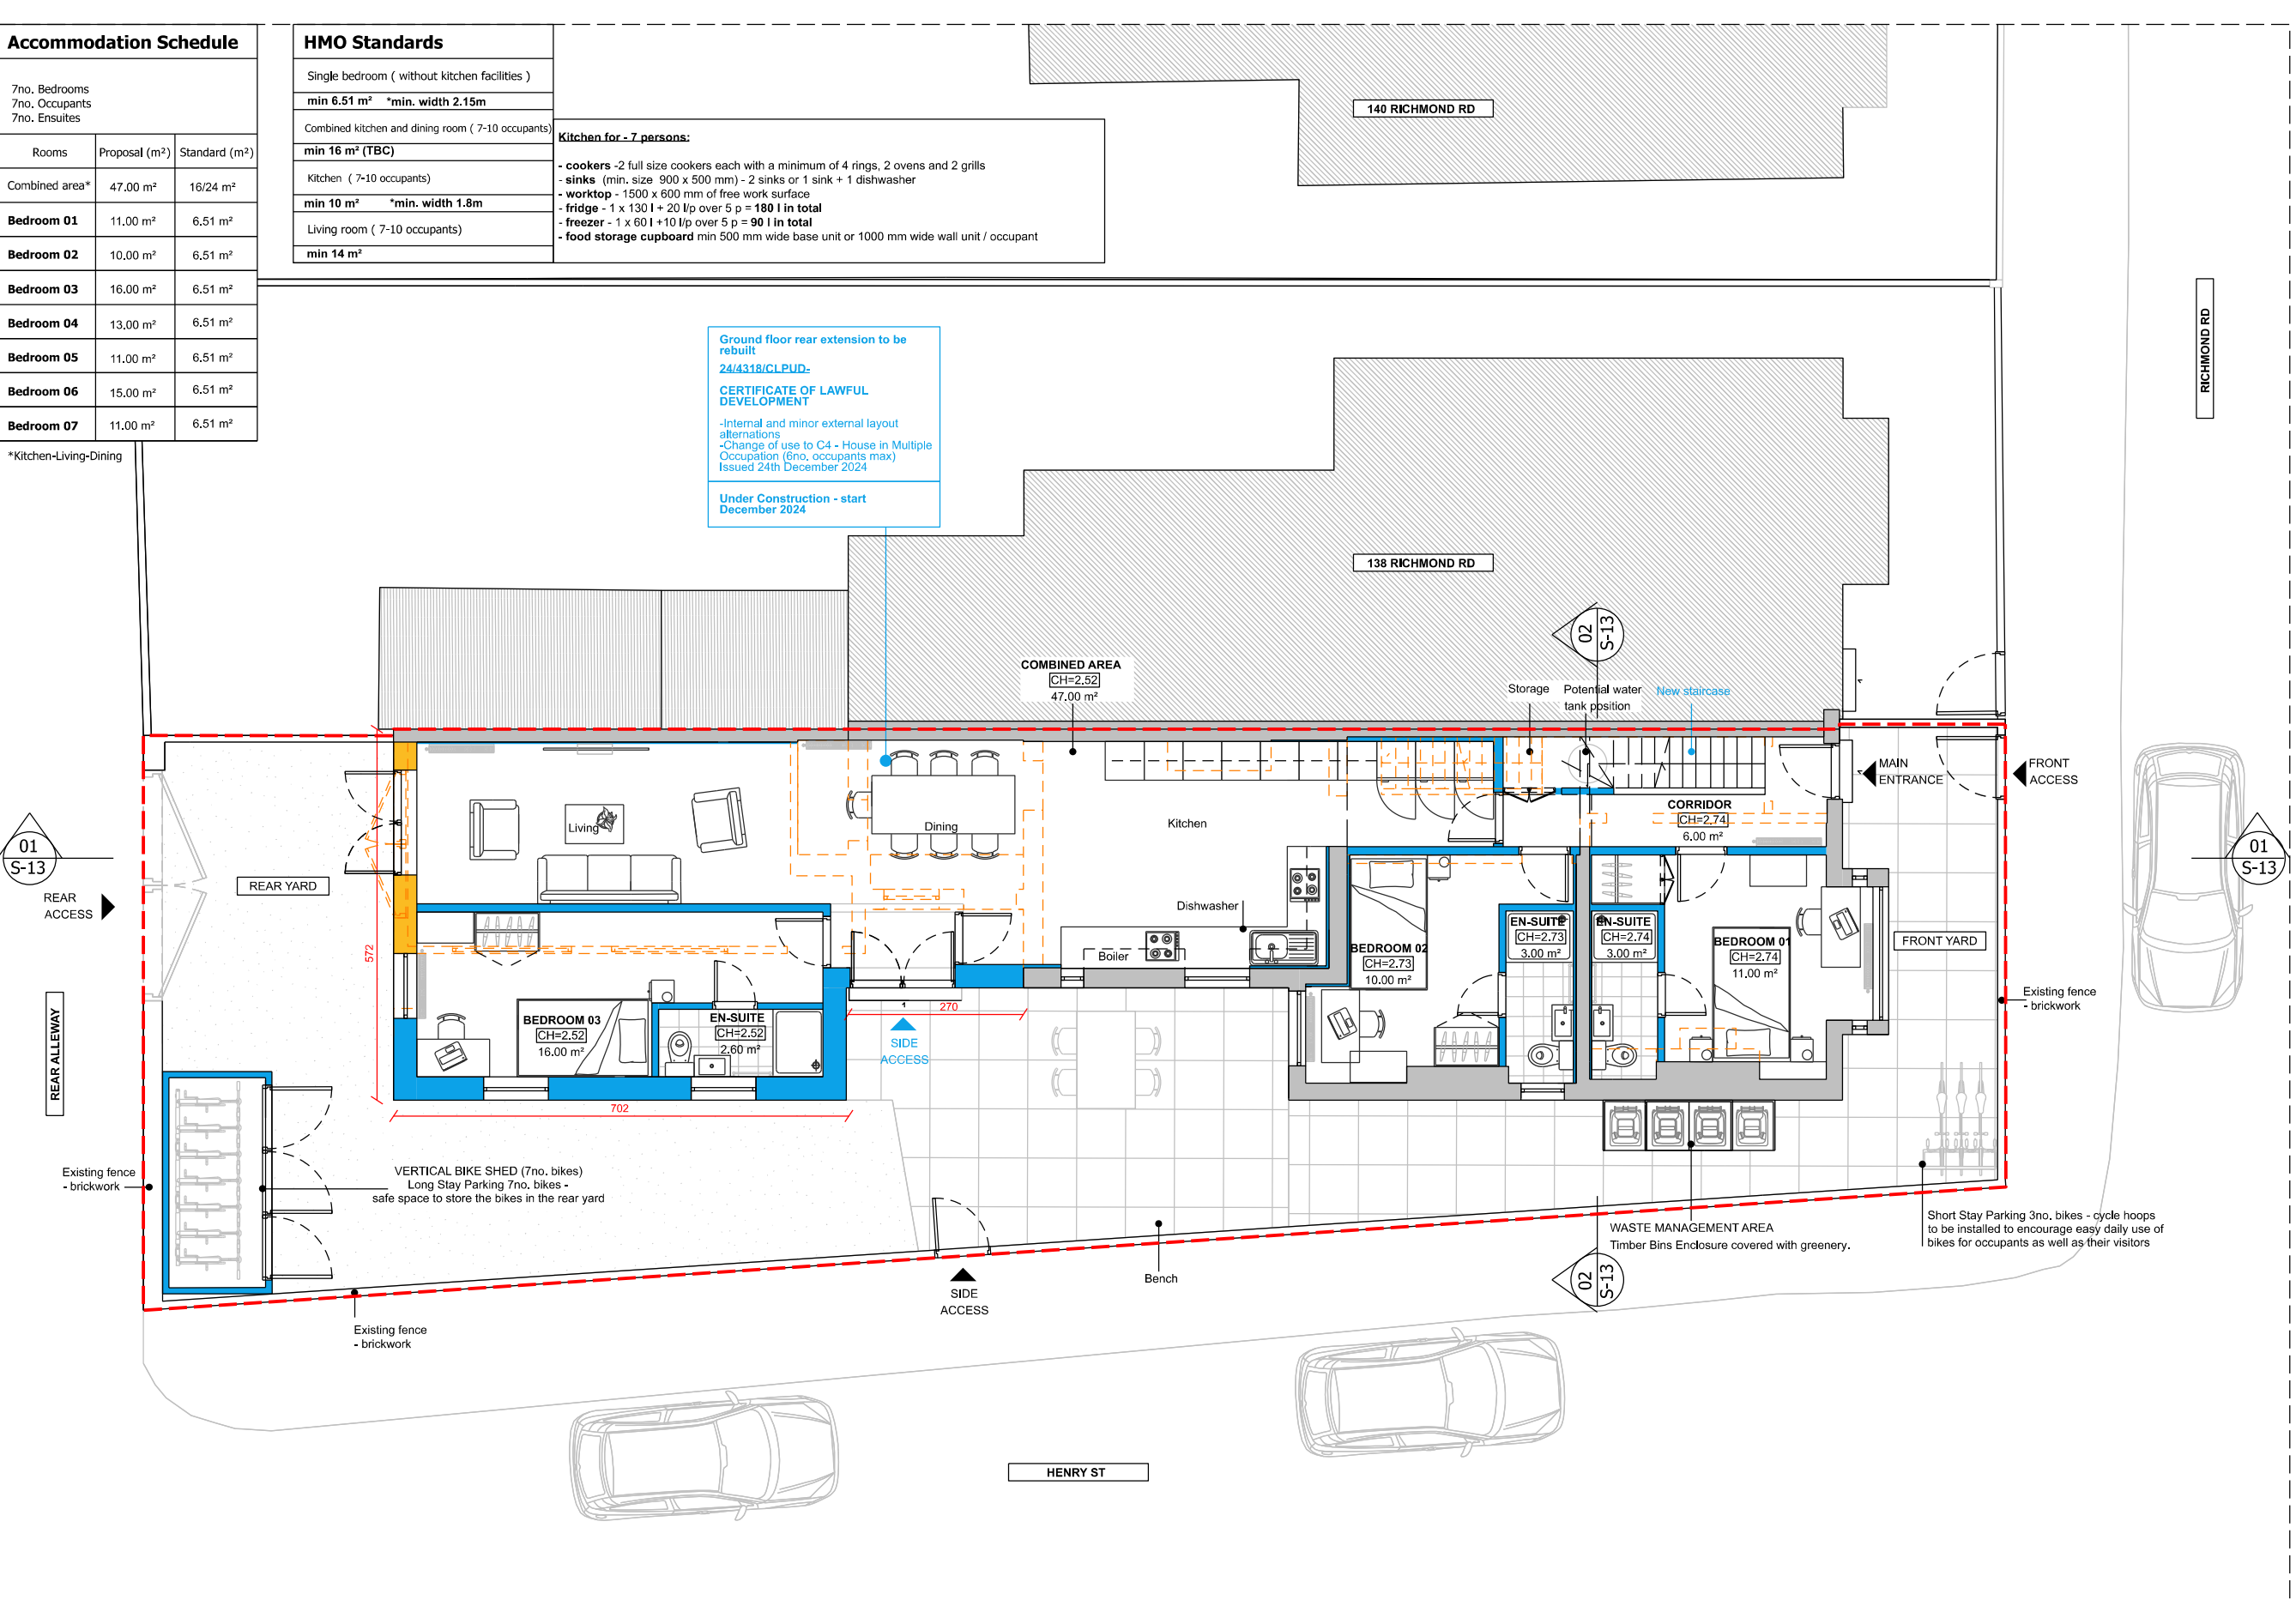 Accommodation Schedule
7no. Bedrooms
7no. Occupants
7no. Ensuites
Rooms Proposal (m²) Standard (m²)
Combined area* 47.00 m² 16/24 m²
Bedroom 01 11.00 m² 6.51 m²
Bedroom 02 10.00 m² 6.51 m²
Bedroom 03 16.00 m² 6.51 m²
Bedroom 04 13.00 m² 6.51 m²
Bedroom 05 11.00 m² 6.51 m²
Bedroom 06 15.00 m² 6.51 m²
Bedroom 07 11.00 m² 6.51 m²
*Kitchen-Living-Dining
HMO Standards
Single bedroom ( without kitchen facilities )
min 6.51 m² *min. width 2.15m
Combined kitchen and dining room ( 7-10 occupants)
min 16 m² (TBC)
Kitchen ( 7-10 occupants)
min 10 m² *min. width 1.8m
Living room ( 7-10 occupants)
min 14 m²
Kitchen for - 7 persons:
- cookers -2 full size cookers each with a minimum of 4 rings, 2 ovens and 2 grills
- sinks (min. size 900 x 500 mm) - 2 sinks or 1 sink + 1 dishwasher
- worktop - 1500 x 600 mm of free work surface
- fridge - 1 x 130 l + 20 l/p over 5 p = 180 l in total
- freezer - 1 x 60 l +10 l/p over 5 p = 90 l in total
- food storage cupboard min 500 mm wide base unit or 1000 mm wide wall unit / occupant
140 RICHMOND RD
RICHMOND RD
Ground floor rear extension to be
rebuilt
24/4318/CLPUD-
CERTIFICATE OF LAWFUL
DEVELOPMENT
-Internal and minor external layout
alternations
-Change of use to C4 - House in Multiple
Occupation (6no. occupants max)
Issued 24th December 2024
Under Construction - start
December 2024
138 RICHMOND RD
02
S-13
COMBINED AREA
CH=2.52
47.00 m²
Storage
Potential water
tank position
New staircase
MAIN
ENTRANCE
FRONT
ACCESS
CORRIDOR
CH=2.74
6.00 m²
Living
Dining
Kitchen
01
S-13
REAR
ACCESS
REAR YARD
01
S-13
Dishwasher
Boiler
BEDROOM 02
CH=2.73
10.00 m²
EN-SUITE
CH=2.73
3.00 m²
EN-SUITE
CH=2.74
3.00 m²
BEDROOM 01
CH=2.74
11.00 m²
FRONT YARD
572
REAR ALLEWAY
BEDROOM 03
CH=2.52
16.00 m²
EN-SUITE
CH=2.52
2.60 m²
1
270
SIDE
ACCESS
Existing fence
- brickwork
702
Existing fence
- brickwork
VERTICAL BIKE SHED (7no. bikes)
Long Stay Parking 7no. bikes -
safe space to store the bikes in the rear yard
WASTE MANAGEMENT AREA
Timber Bins Enclosure covered with greenery.
Short Stay Parking 3no. bikes - cycle hoops
to be installed to encourage easy daily use of
bikes for occupants as well as their visitors
Bench
SIDE
ACCESS
02
S-13
Existing fence
- brickwork
HENRY ST